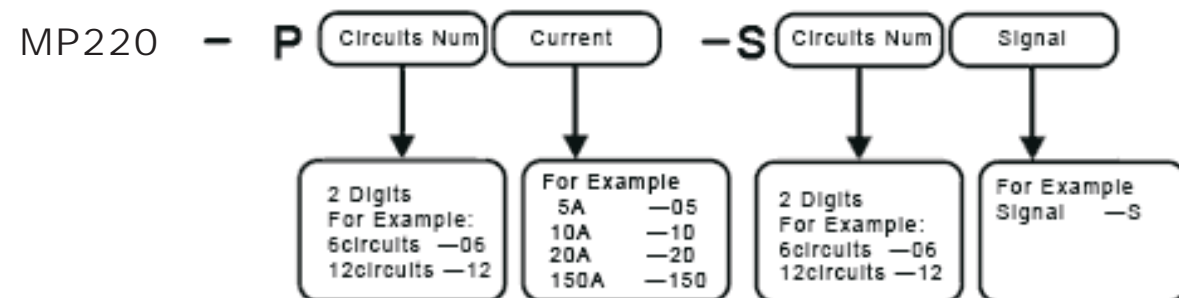 MP220 - P Circuits Num Current -S Circuits Num Signal
2 Digits
For Example:
6circuits —06
12circuits —12
For Example
5A —05
10A —10
20A —20
150A —150
2 Digits
For Example:
6circuits —06
12circuits —12
For Example
Signal —S